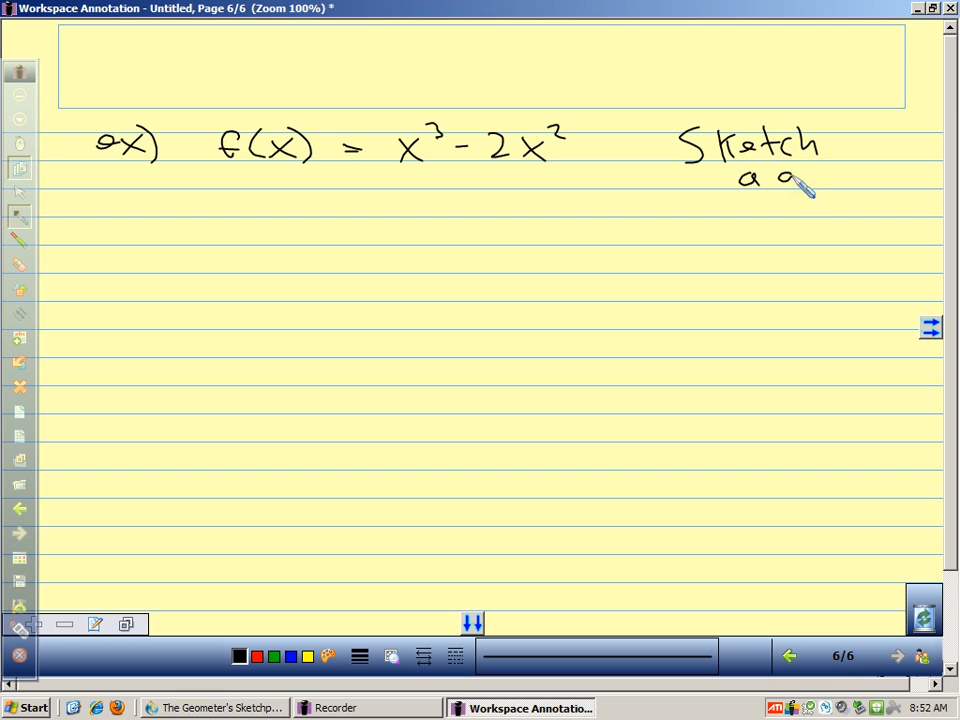 Workspace Annotation - Untitled, Page 6/6 (Zoom 100%) *
ex) f(x) = x³ - 2x² Sketch
a
6/6
Start The Geometer's Sketchp... Recorder Workspace Annotatio... ATI 8:52 AM